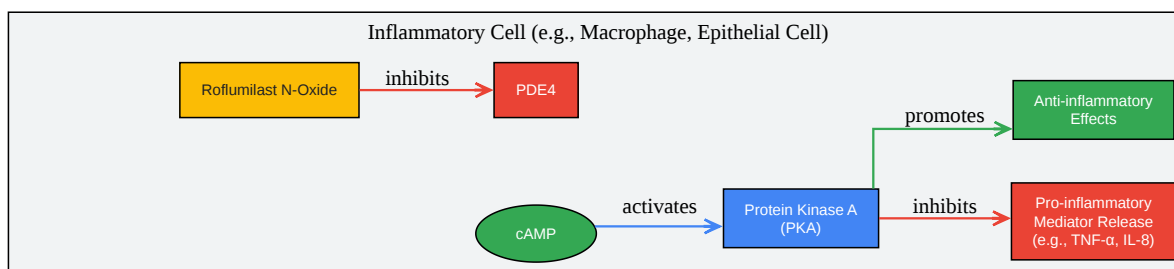 Inflammatory Cell (e.g., Macrophage, Epithelial Cell)
Roflumilast N-Oxide
inhibits
PDE4
Anti-inflammatory
Effects
promotes
cAMP
activates
Protein Kinase A
(PKA)
inhibits
Pro-inflammatory
Mediator Release
(e.g., TNF-α, IL-8)